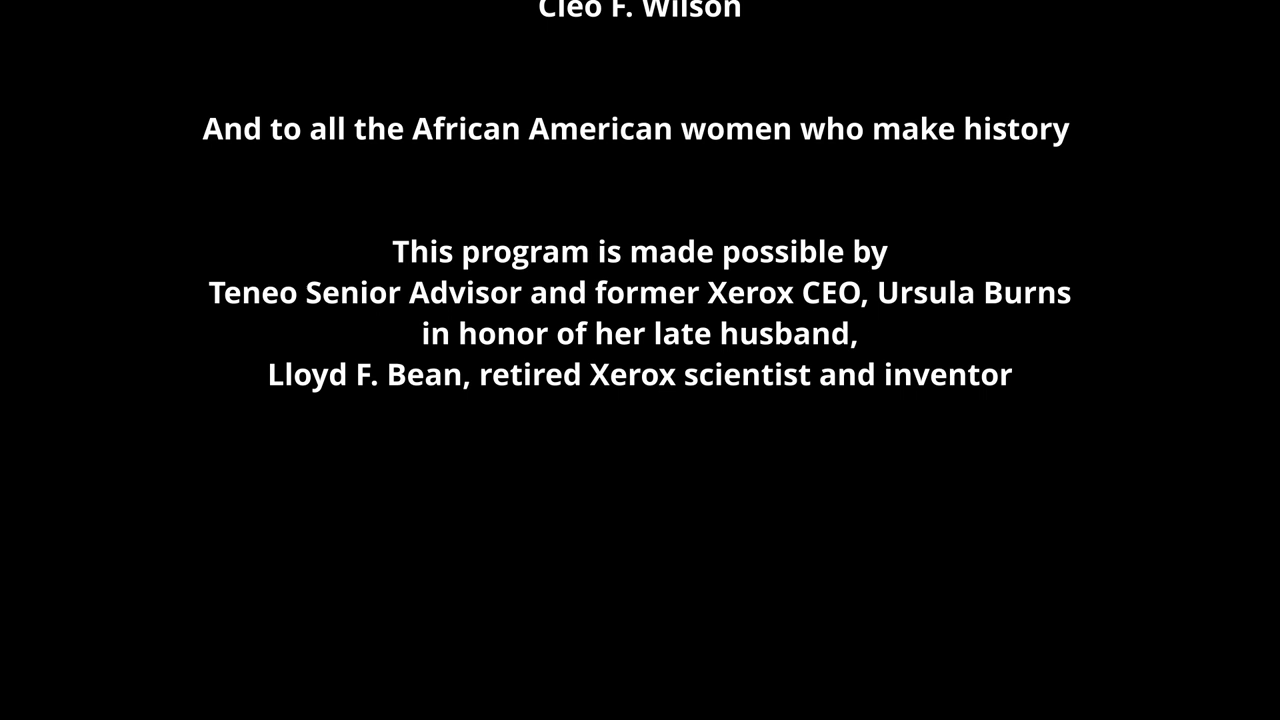 Cleo F. Wilson
And to all the African American women who make history
This program is made possible by
Teneo Senior Advisor and former Xerox CEO, Ursula Burns
in honor of her late husband,
Lloyd F. Bean, retired Xerox scientist and inventor